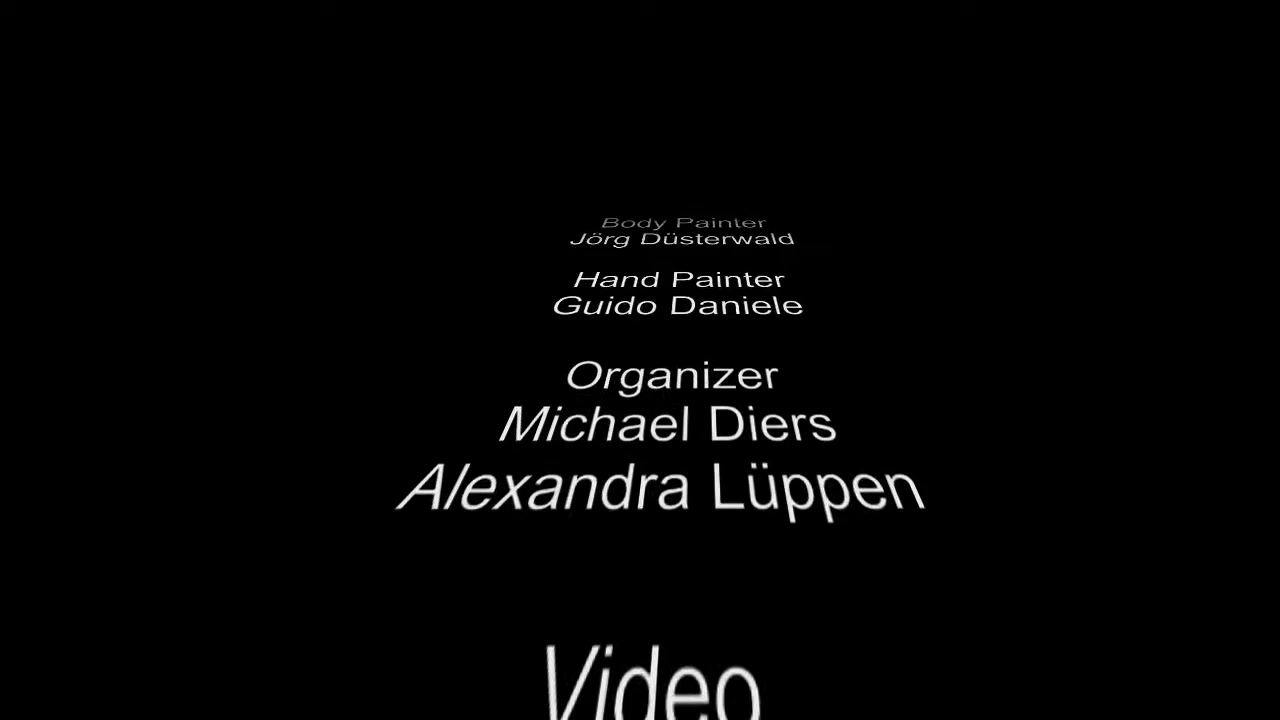 Body Painter
Jörg Düsterwald
Hand Painter
Guido Daniele
Organizer
Michael Diers
Alexandra Lüppen
Video